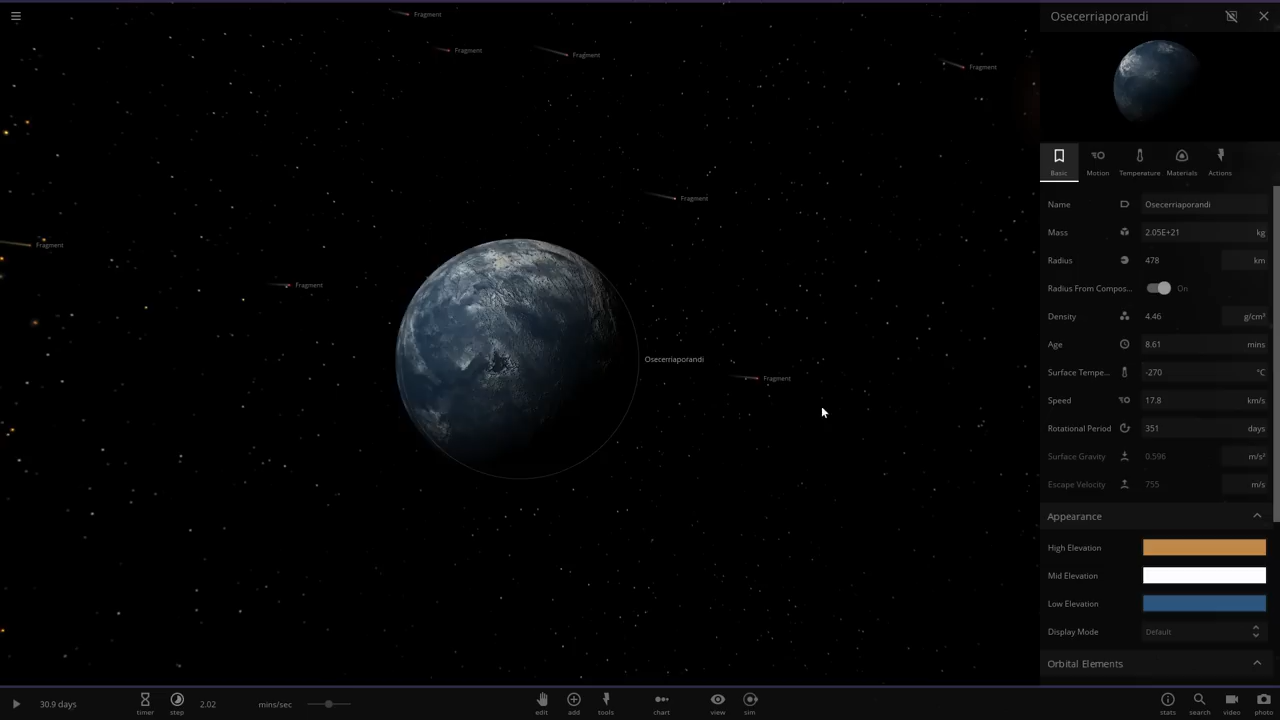 Fragment
Fragment
Fragment
Fragment
Fragment
Fragment
Fragment
Osecerriaporandi
Fragment
Osecerriaporandi
Basic
Motion
Temperature
Materials
Actions
Name Osecerriaporandi
Mass 2.05E+21 kg
Radius 478 km
Radius From Compos... On
Density 4.46 g/cm³
Age 8.61 mins
Surface Tempe... -270 °C
Speed 17.8 km/s
Rotational Period 351 days
Surface Gravity 0.596 m/s²
Escape Velocity 755 m/s
Appearance
High Elevation
Mid Elevation
Low Elevation
Display Mode Default
Orbital Elements
30.9 days
timer
step
2.02 mins/sec
edit
add
tools
chart
view
sim
stats
search
video
photo